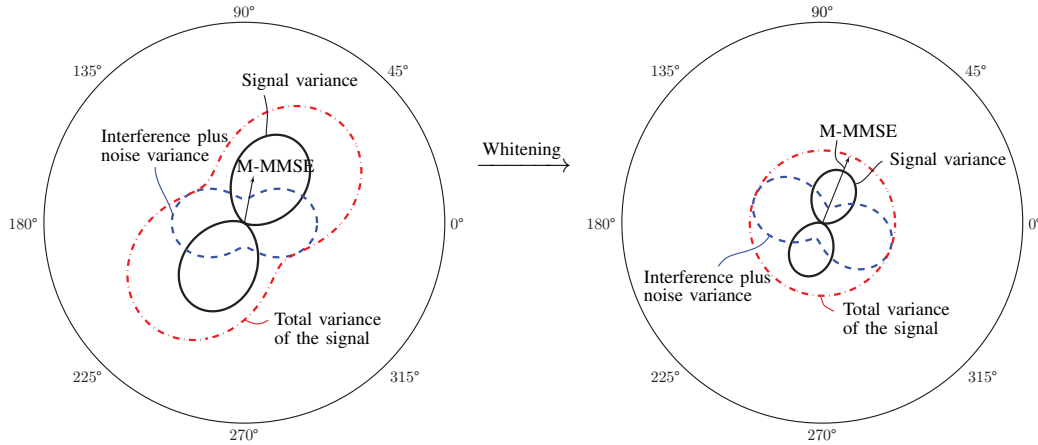 90°
135°
45°
Signal variance
Interference plus
noise variance
M-MMSE
180°
0°
Total variance
of the signal
225°
315°
270°
Whitening
90°
135°
45°
M-MMSE
Signal variance
180°
0°
Interference plus
noise variance
Total variance
of the signal
225°
315°
270°